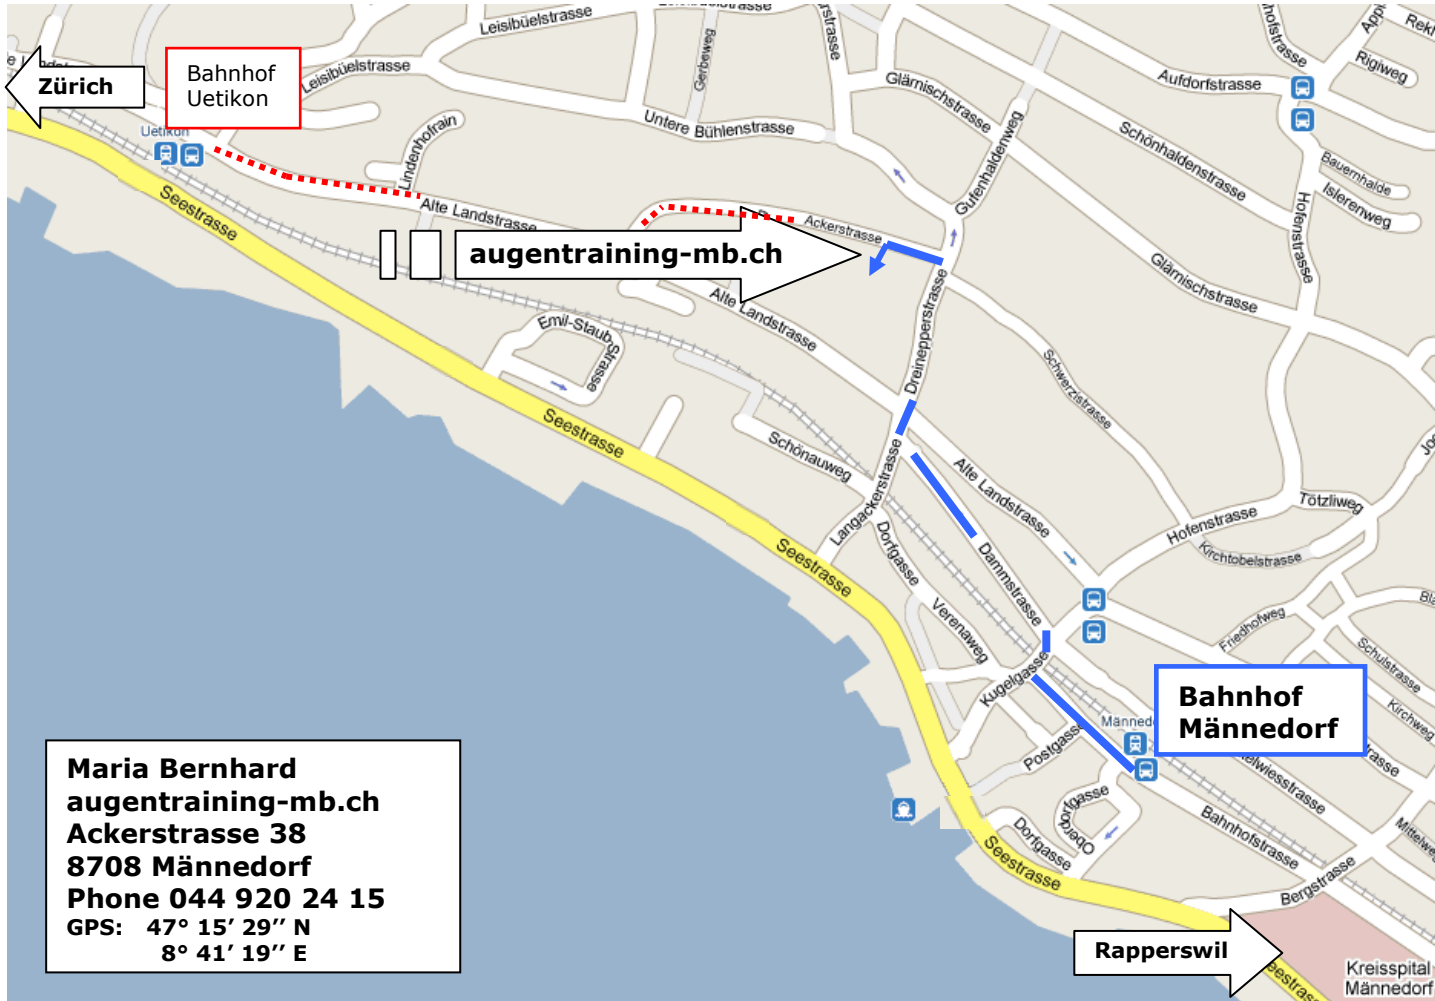 Leisibüelstrasse
Zürich
Bahnhof
Uetikon
Leisibüelstrasse
Gerbeweg
Glärnischstrasse
Aufdorfstrasse
Rigiweg
Untere Bühlenstrasse
Schönhaldenstrasse
Uetikon
Lindenhofrain
Gutenhaldenweg
Bauernhalde
Islerenweg
Hofenstrasse
Seestrasse
Alte Landstrasse
Ackerstrasse
augentraining-mb.ch
Glärnischstrasse
Alte Landstrasse
Dreinepperstrasse
Emil-Staub-
Strasse
Schwerzistrasse
Seestrasse
Schönauweg
Langackerstrasse
Alte Landstrasse
Tötzliweg
Hofenstrasse
Kirchtobelstrasse
Seestrasse
Dorfgasse
Dammstrasse
Verenaweg
Friedhofweg
Schulstrasse
Kugelgasse
Kirchweg
Bahnhof
Männedorf
Postgasse
Oberdorfgasse
Bahnhofstrasse
Mittelweg
Dorfgasse
Seestrasse
Bergstrasse
Maria Bernhard
augentraining-mb.ch
Ackerstrasse 38
8708 Männedorf
Phone 044 920 24 15
GPS: 47° 15’ 29’’ N
8° 41’ 19’’ E
Rapperswil
Kreisspital
Männedorf